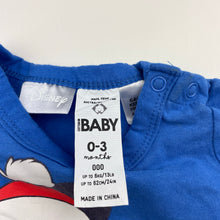 Disney
BABY
0-3
months
000
UP TO 6KG/13LB
UP TO 62CM/24IN
MADE IN CHINA